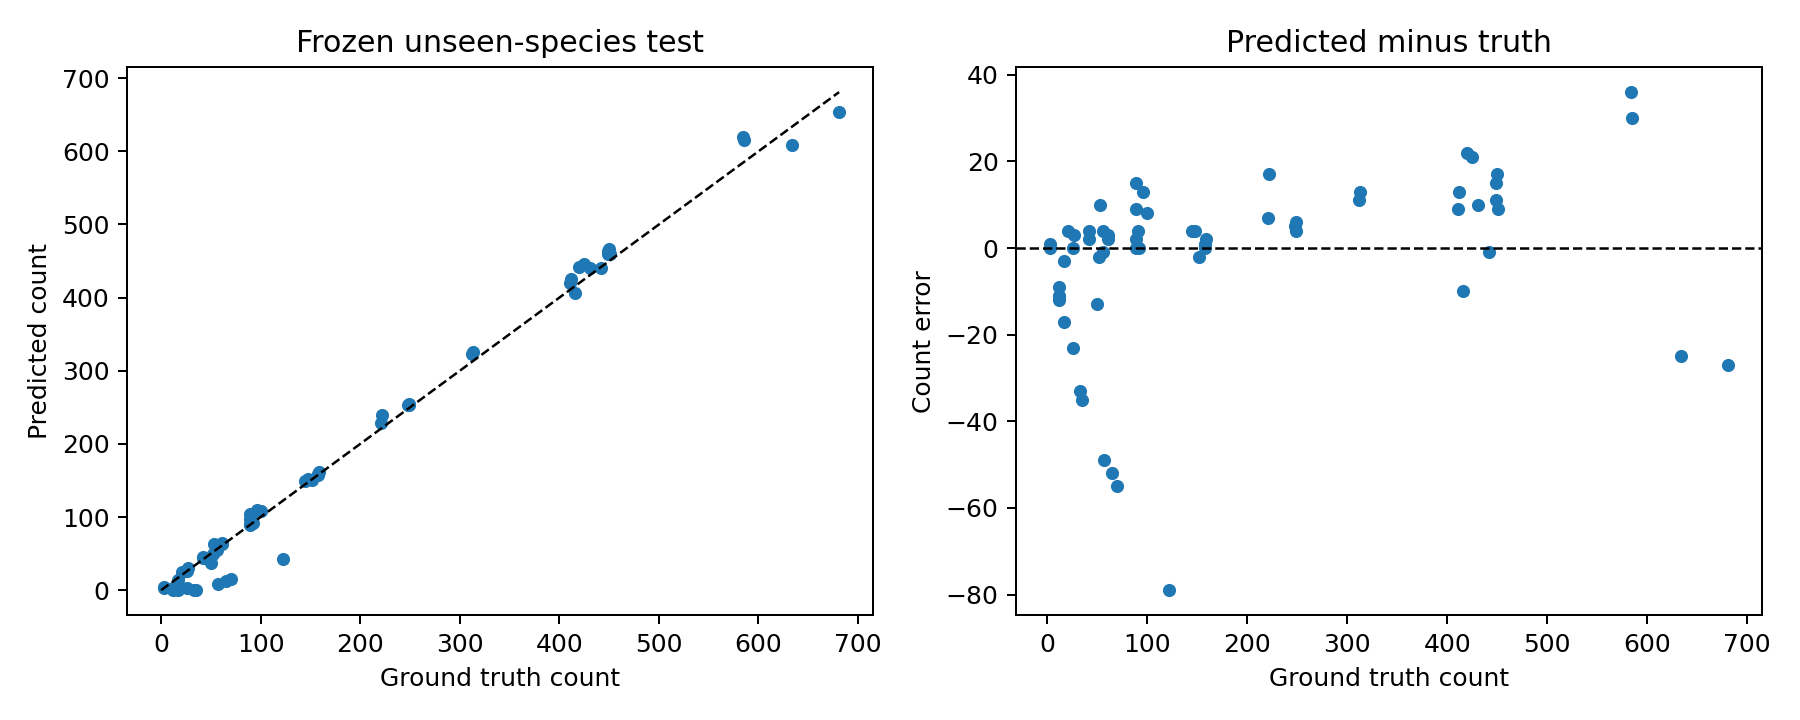 Frozen unseen-species test
700
600
500
400
300
200
100
0
Predicted count
0 100 200 300 400 500 600 700
Ground truth count
Predicted minus truth
40
20
0
−20
−40
−60
−80
Count error
0 100 200 300 400 500 600 700
Ground truth count